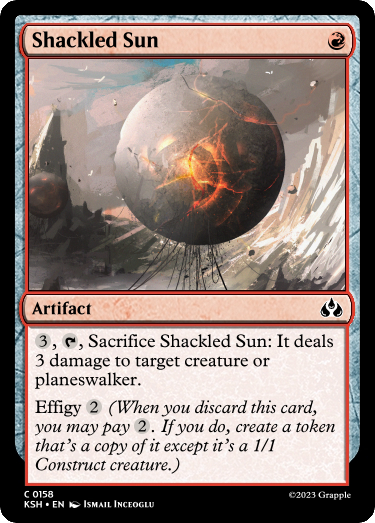 Shackled Sun
Artifact
3, Sacrifice Shackled Sun: It deals
3 damage to target creature or
planeswalker.
Effigy 2 (When you discard this card,
you may pay 2. If you do, create a token
that's a copy of it except it's a 1/1
Construct creature.)
C 0158
KSH • EN Ismail Inceoglu
©2023 Grapple